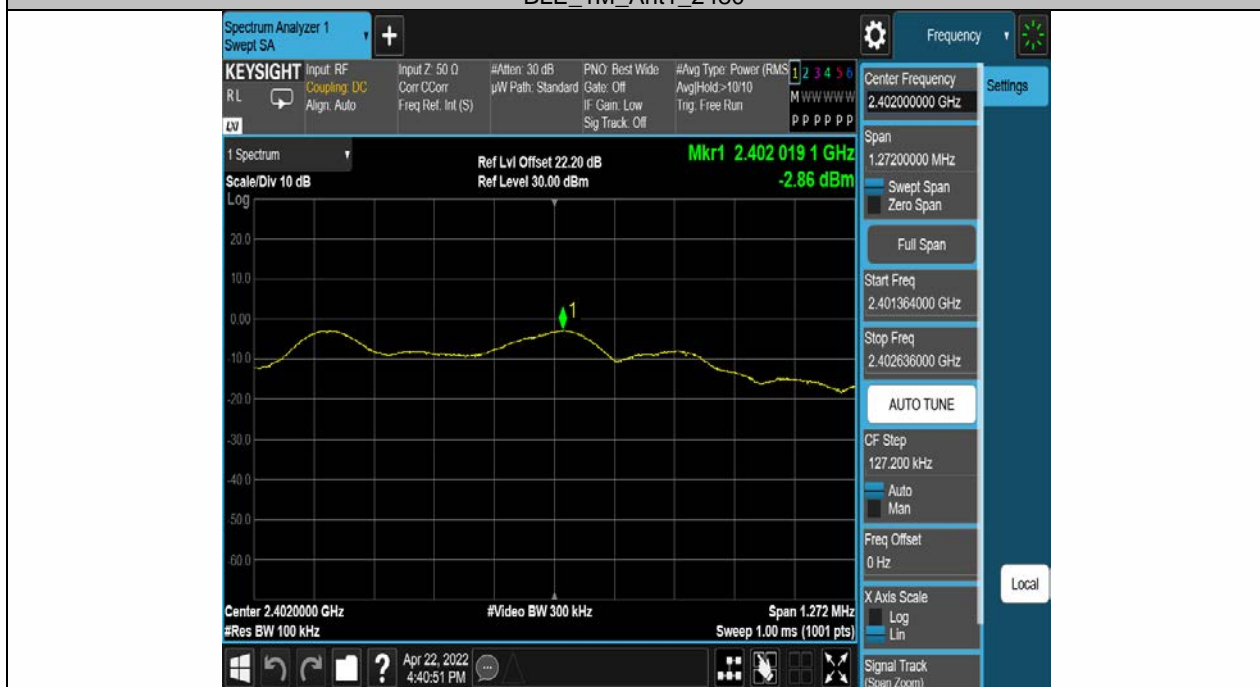 Spectrum Analyzer 1
Swept SA
+
Frequency
KEYSIGHT
RL
LXI
Input: RF
Coupling: DC
Align: Auto
Input Z: 50 Ω
Corr CCorr
Freq Ref: Int (S)
#Atten: 30 dB
µW Path: Standard
PNO: Best Wide
Gate: Off
IF Gain: Low
Sig Track: Off
#Avg Type: Power (RMS
Avg|Hold:>10/10
Trig: Free Run
1 2 3 4 5 6
M W W W W W
P P P P P P
1 Spectrum
Scale/Div 10 dB
Ref Lvl Offset 22.20 dB
Ref Level 30.00 dBm
Mkr1 2.402 019 1 GHz
-2.86 dBm
Log
20.0
10.0
0.00
-10.0
-20.0
-30.0
-40.0
-50.0
-60.0
1
Center 2.4020000 GHz
#Res BW 100 kHz
#Video BW 300 kHz
Span 1.272 MHz
Sweep 1.00 ms (1001 pts)
Center Frequency
2.402000000 GHz
Settings
Span
1.27200000 MHz
Swept Span
Zero Span
Full Span
Start Freq
2.401364000 GHz
Stop Freq
2.402636000 GHz
AUTO TUNE
CF Step
127.200 kHz
Auto
Man
Freq Offset
0 Hz
X Axis Scale
Log
Lin
Local
Signal Track
(Span Zoom)
?
Apr 22, 2022
4:40:51 PM